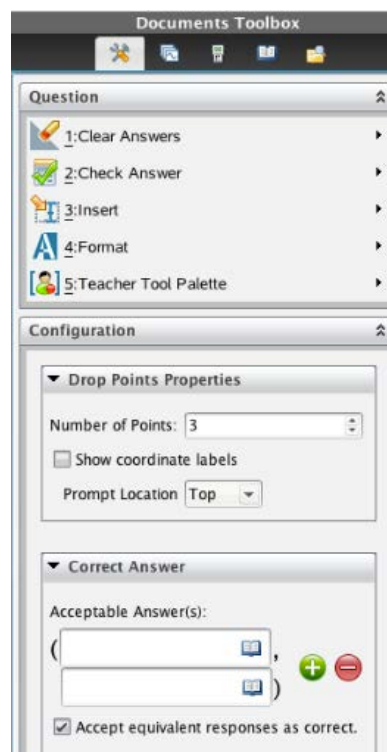 Documents Toolbox
Question
1:Clear Answers
2:Check Answer
3:Insert
4:Format
5:Teacher Tool Palette
Configuration
Drop Points Properties
Number of Points: 3
Show coordinate labels
Prompt Location Top
Correct Answer
Acceptable Answer(s):
( ,
)
Accept equivalent responses as correct.